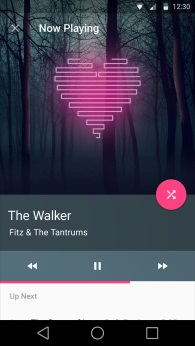 12:30
Now Playing
The Walker
Fitz & The Tantrums
Up Next